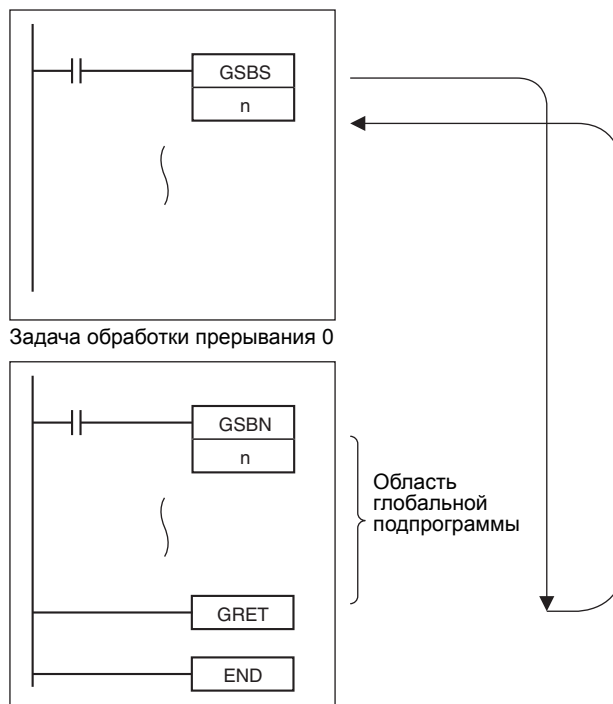 GSBS
n
Задача обработки прерывания 0
GSBN
n
Область
глобальной
подпрограммы
GRET
END